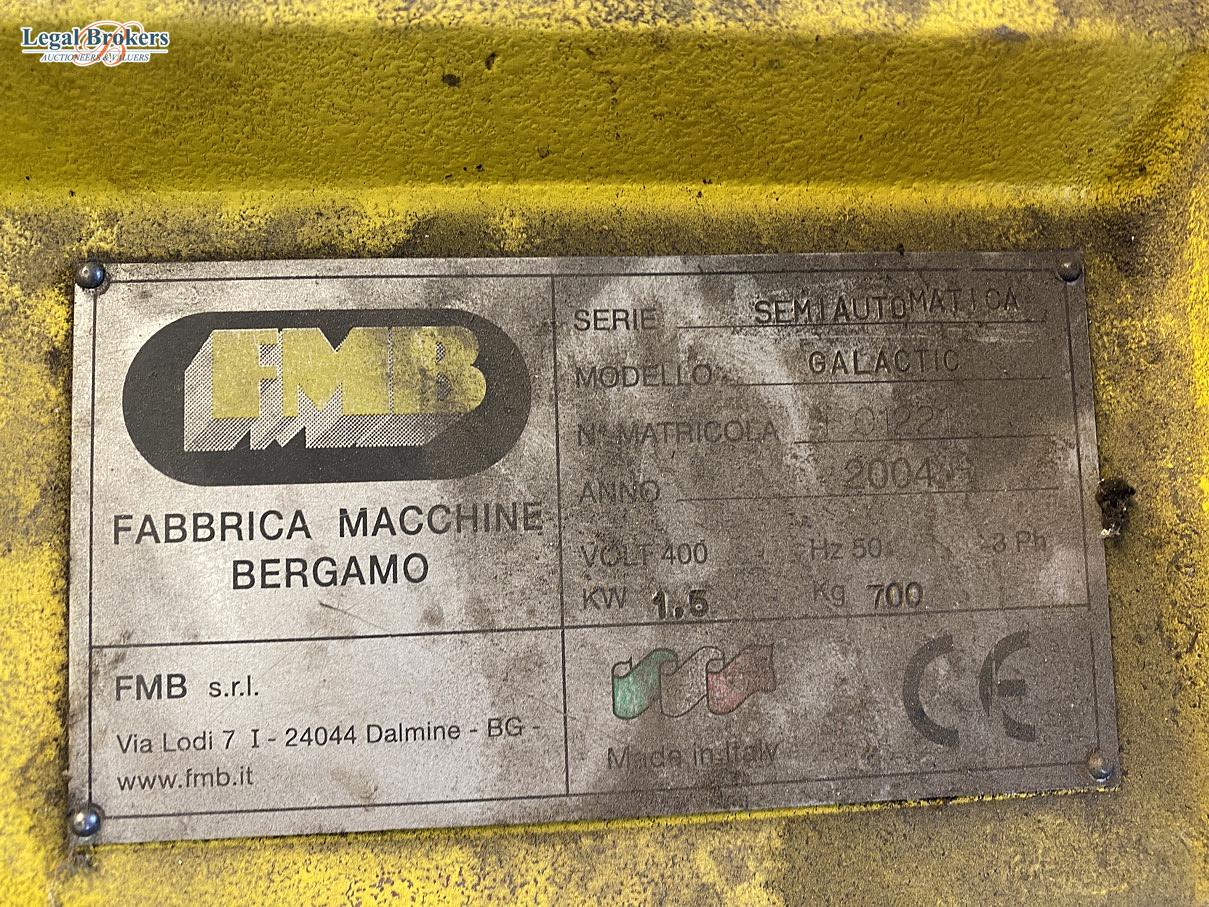 Legal Brokers
AUCTIONEERS & VALUERS
FMB
FABBRICA MACCHINE
BERGAMO
SERIE SEMIAUTOMATICA
MODELLO GALACTIC
N° MATRICOLA
ANNO 2004
VOLT 400 Hz 50 3 Ph
KW 1.5 Kg 700
FMB s.r.l.
Via Lodi 7 I - 24044 Dalmine - BG -
www.fmb.it
Made in Italy
CE